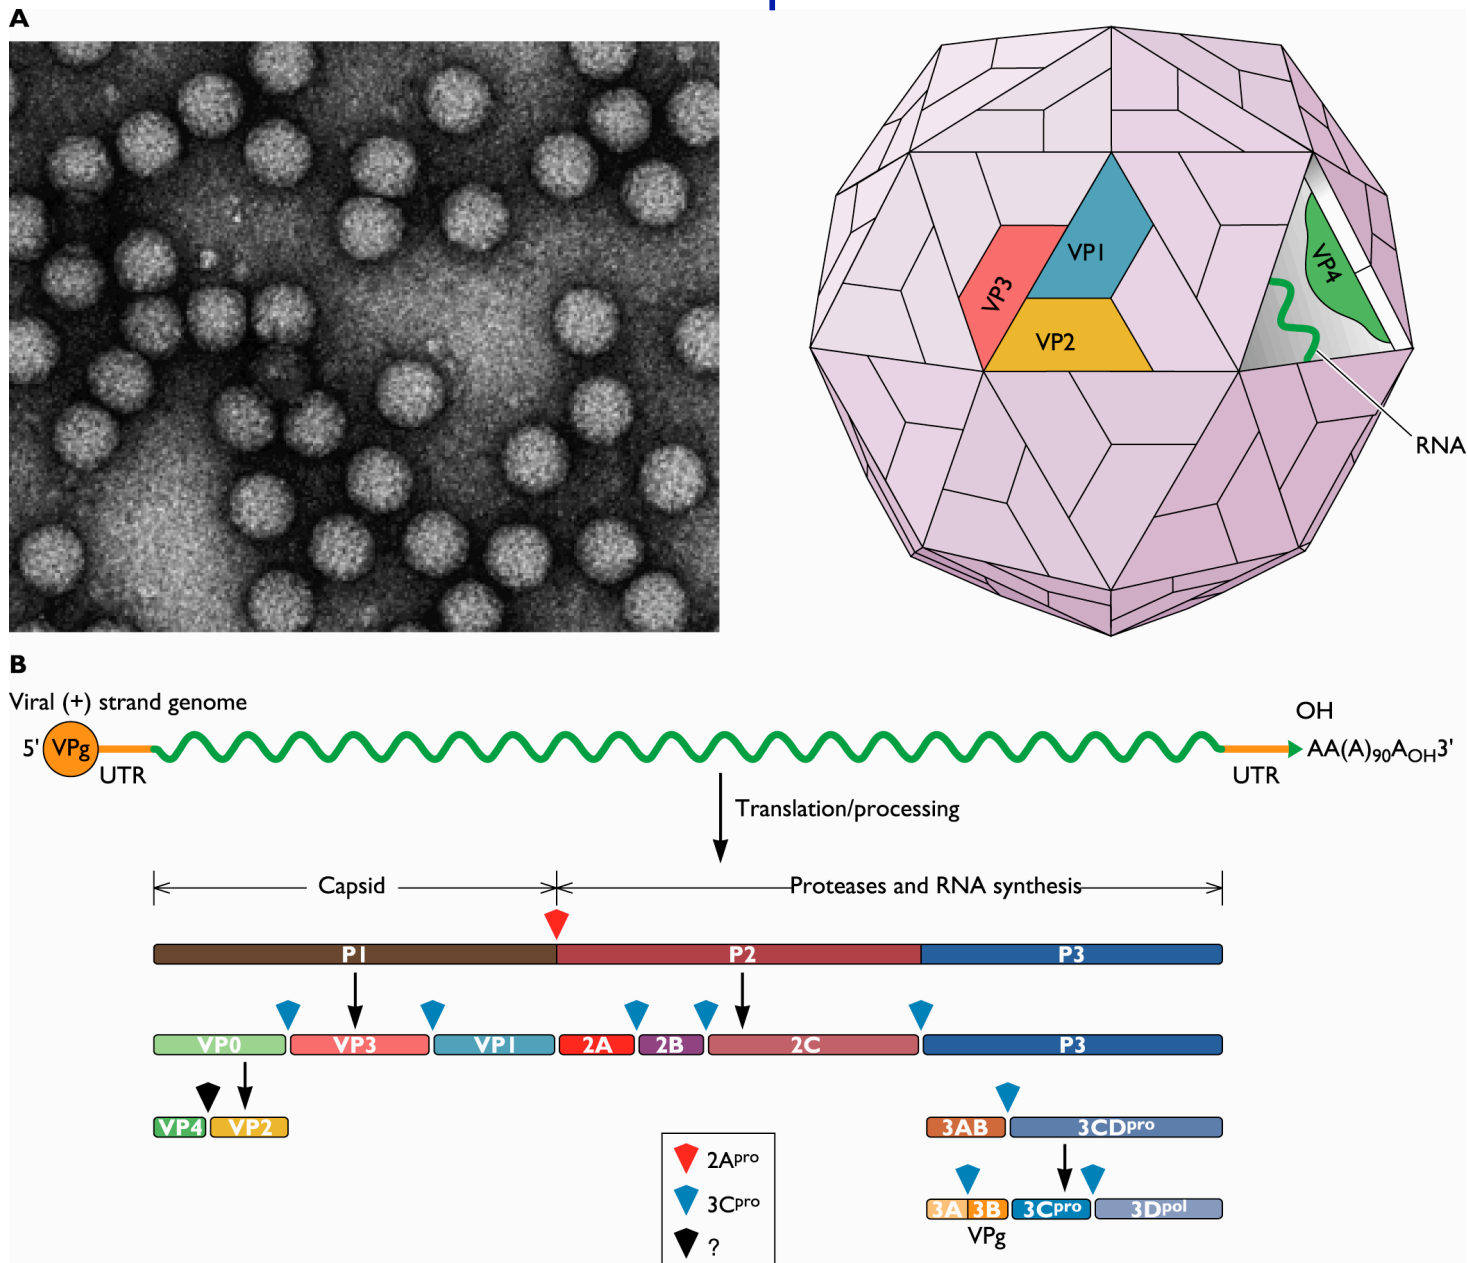 A
VP1
VP3
VP2
VP4
RNA
B
Viral (+) strand genome
OH
5' VPg AA(A)90AOH3'
UTR UTR
Translation/processing
Capsid Proteases and RNA synthesis
P1 P2 P3
VP0 VP3 VP1 2A 2B 2C P3
VP4 VP2 3AB 3CDpro
2Apro
3A 3B 3Cpro 3Dpol
3Cpro
VPg
?